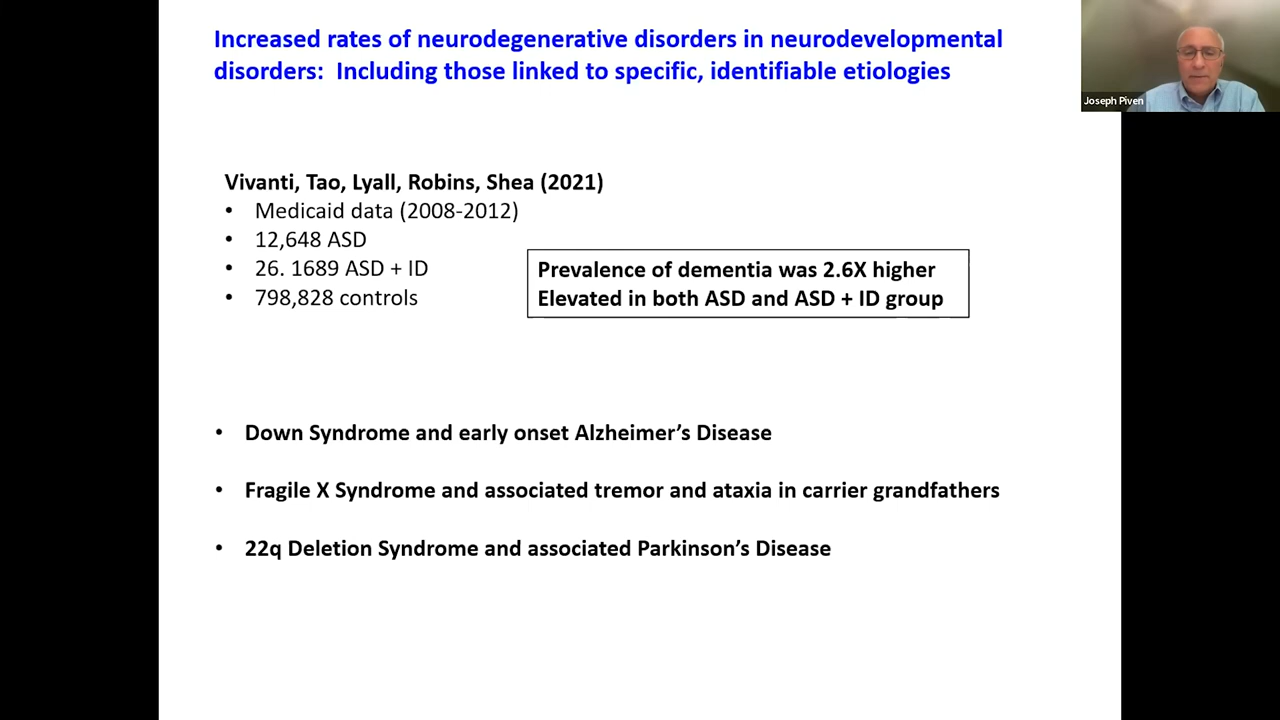 Increased rates of neurodegenerative disorders in neurodevelopmental
disorders: Including those linked to specific, identifiable etiologies
Joseph Piven
Vivanti, Tao, Lyall, Robins, Shea (2021)
• Medicaid data (2008-2012)
• 12,648 ASD
• 26. 1689 ASD + ID
• 798,828 controls
Prevalence of dementia was 2.6X higher
Elevated in both ASD and ASD + ID group
• Down Syndrome and early onset Alzheimer’s Disease
• Fragile X Syndrome and associated tremor and ataxia in carrier grandfathers
• 22q Deletion Syndrome and associated Parkinson’s Disease